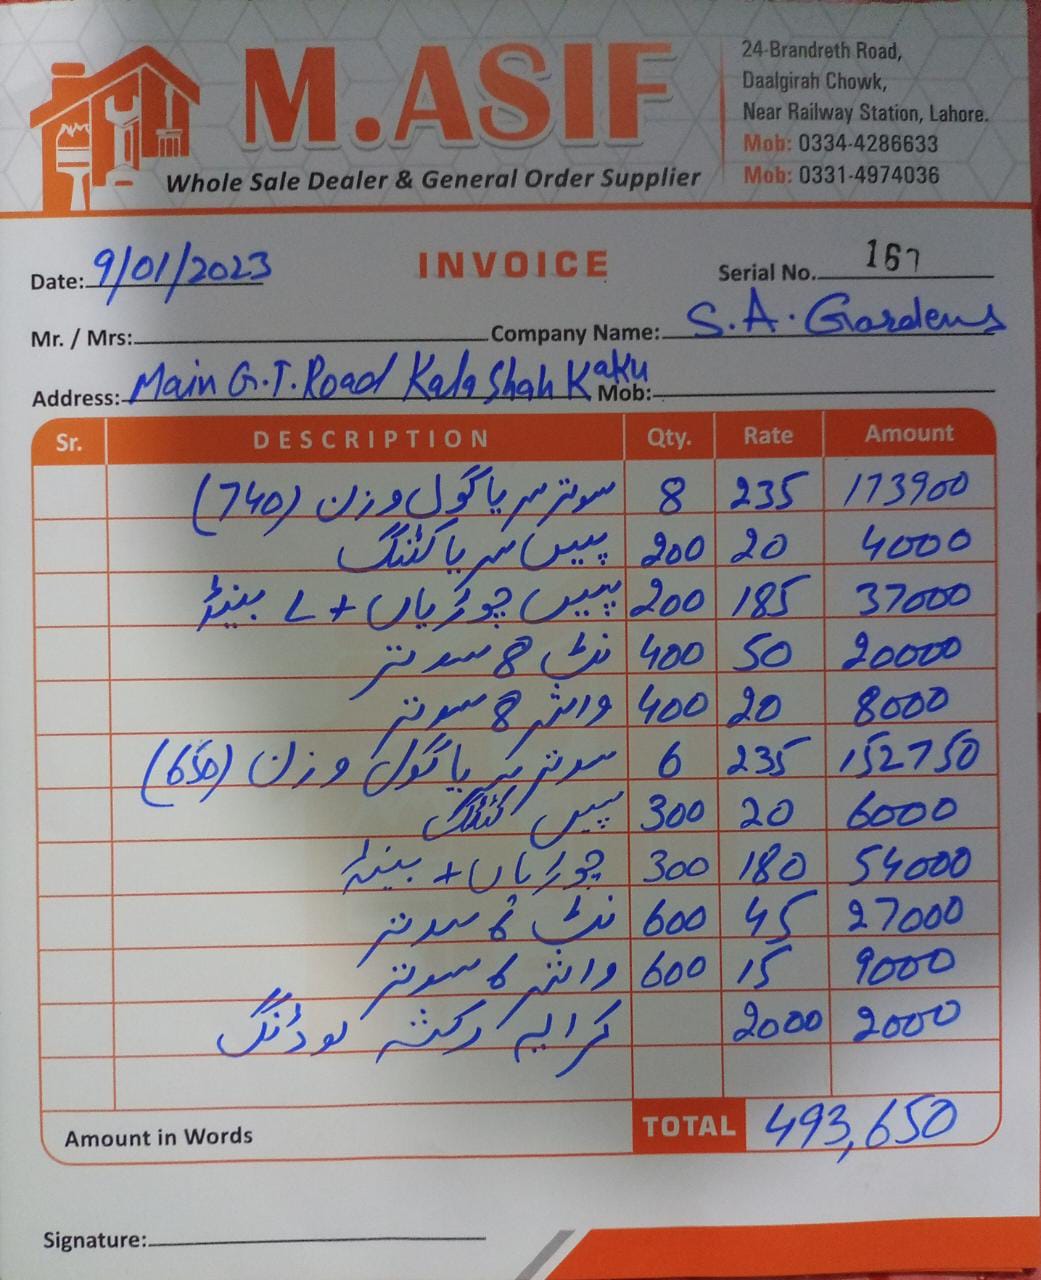 M.ASIF
Whole Sale Dealer & General Order Supplier
24-Brandreth Road,
Daalgirah Chowk,
Near Railway Station, Lahore.
Mob: 0334-4286633
Mob: 0331-4974036
INVOICE
Date: 9/01/2023 Serial No. 167
Mr. / Mrs: Company Name: S.A. Gardens
Address: Main G.T. Road Kala Shah Kaku Mob:
Sr. DESCRIPTION Qty. Rate Amount
سوتر سریا گول وزن (740) 8 235 173900
پیس سریا کٹنگ 200 20 4000
پیس چوڑیاں + L بینڈ 200 185 37000
نٹ 8 سوتر 400 50 20000
واشر 8 سوتر 400 20 8000
سوتر سریا گول وزن (650) 6 235 152750
پیس کٹنگ 300 20 6000
چوڑیاں + بینڈ 300 180 54000
نٹ 6 سوتر 600 45 27000
واشر 6 سوتر 600 15 9000
کرایہ رکشہ لوڈنگ 2000 2000
Amount in Words TOTAL 493,650
Signature: